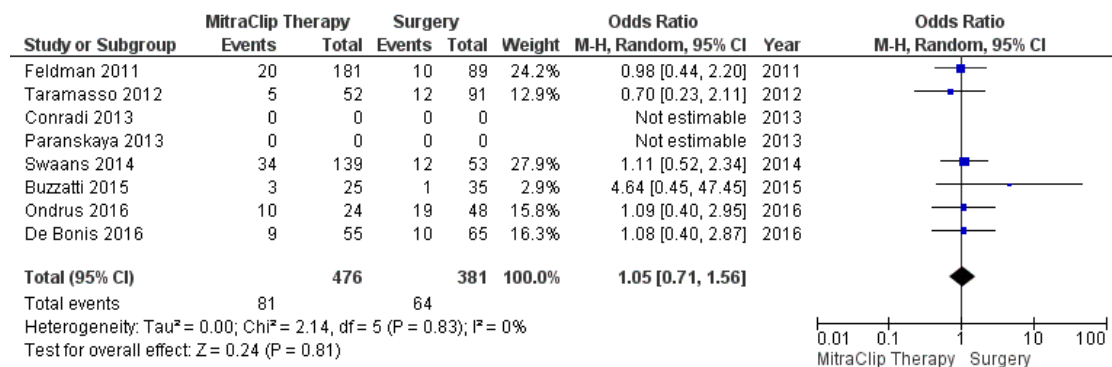 MitraClip Therapy Surgery Odds Ratio Odds Ratio
Study or Subgroup Events Total Events Total Weight M-H, Random, 95% CI Year M-H, Random, 95% CI
Feldman 2011 20 181 10 89 24.2% 0.98 [0.44, 2.20] 2011
Taramasso 2012 5 52 12 91 12.9% 0.70 [0.23, 2.11] 2012
Conradi 2013 0 0 0 0 Not estimable 2013
Paranskaya 2013 0 0 0 0 Not estimable 2013
Swaans 2014 34 139 12 53 27.9% 1.11 [0.52, 2.34] 2014
Buzzatti 2015 3 25 1 35 2.9% 4.64 [0.45, 47.45] 2015
Ondrus 2016 10 24 19 48 15.8% 1.09 [0.40, 2.95] 2016
De Bonis 2016 9 55 10 65 16.3% 1.08 [0.40, 2.87] 2016
Total (95% CI) 476 381 100.0% 1.05 [0.71, 1.56]
Total events 81 64
Heterogeneity: Tau² = 0.00; Chi² = 2.14, df = 5 (P = 0.83); I² = 0%
Test for overall effect: Z = 0.24 (P = 0.81)
0.01 0.1 1 10 100
MitraClip Therapy Surgery